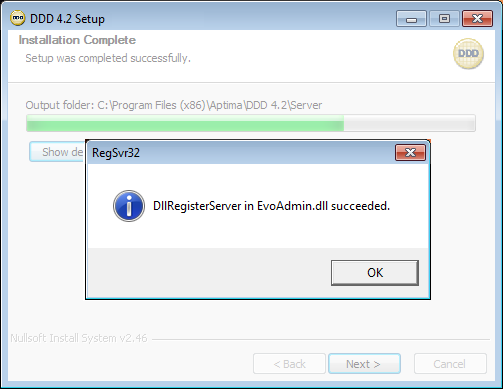 DDD 4.2 Setup
Installation Complete
Setup was completed successfully.
DDD
Output folder: C:\Program Files (x86)\Aptima\DDD 4.2\Server
Show de
RegSvr32
DllRegisterServer in EvoAdmin.dll succeeded.
OK
Nullsoft Install System v2.46
< Back
Next >
Cancel